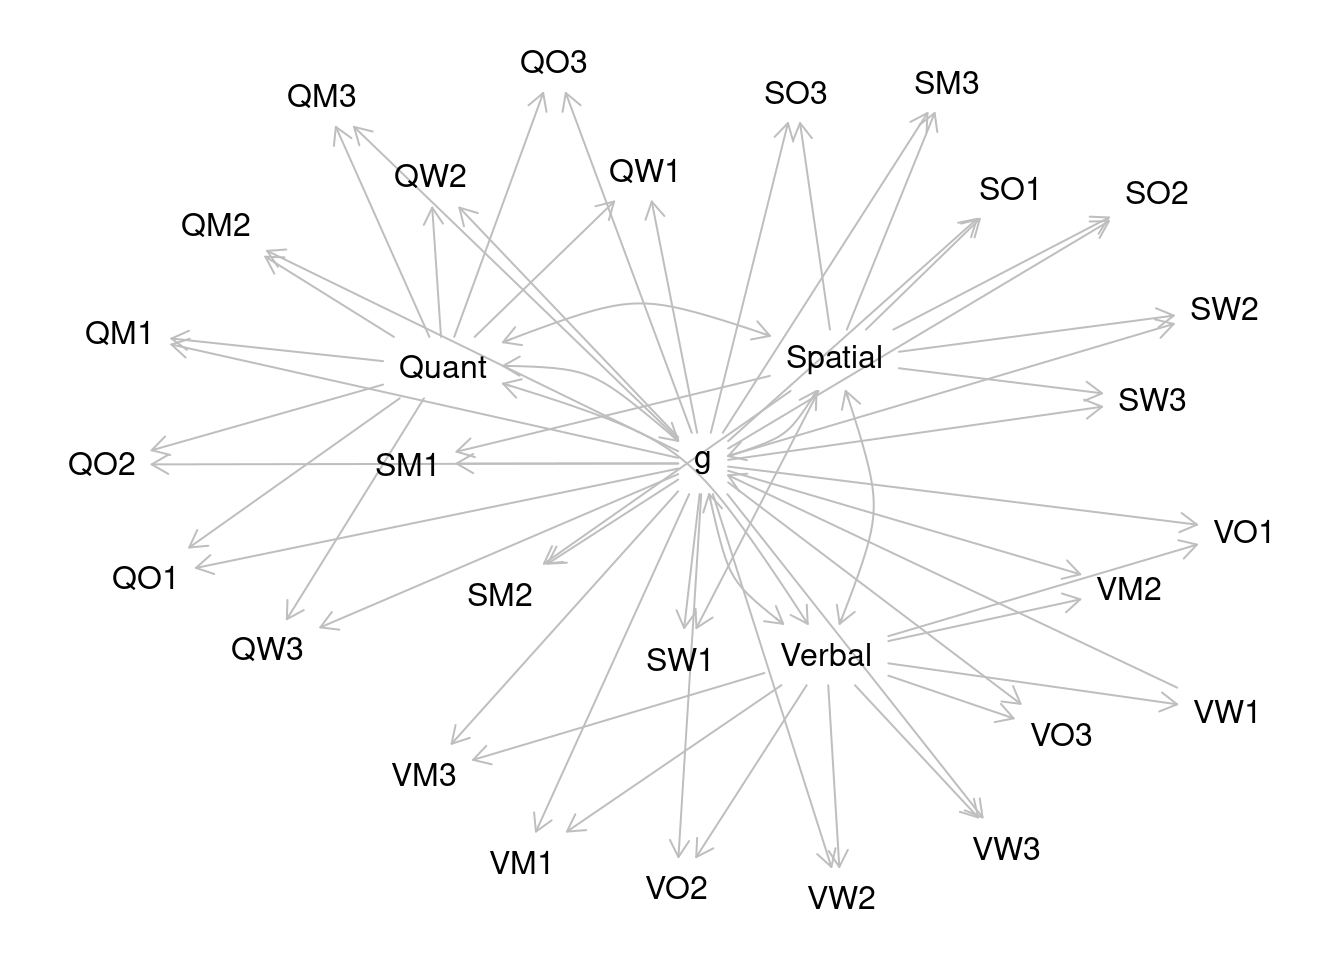 QO3
SM3
SO3
QM3
QW1
QW2
SO1
SO2
QM2
SW2
QM1
Spatial
Quant
SW3
g
QO2
SM1
VO1
QO1
VM2
SM2
QW3
Verbal
SW1
VW1
VO3
VM3
VW3
VM1
VO2
VW2